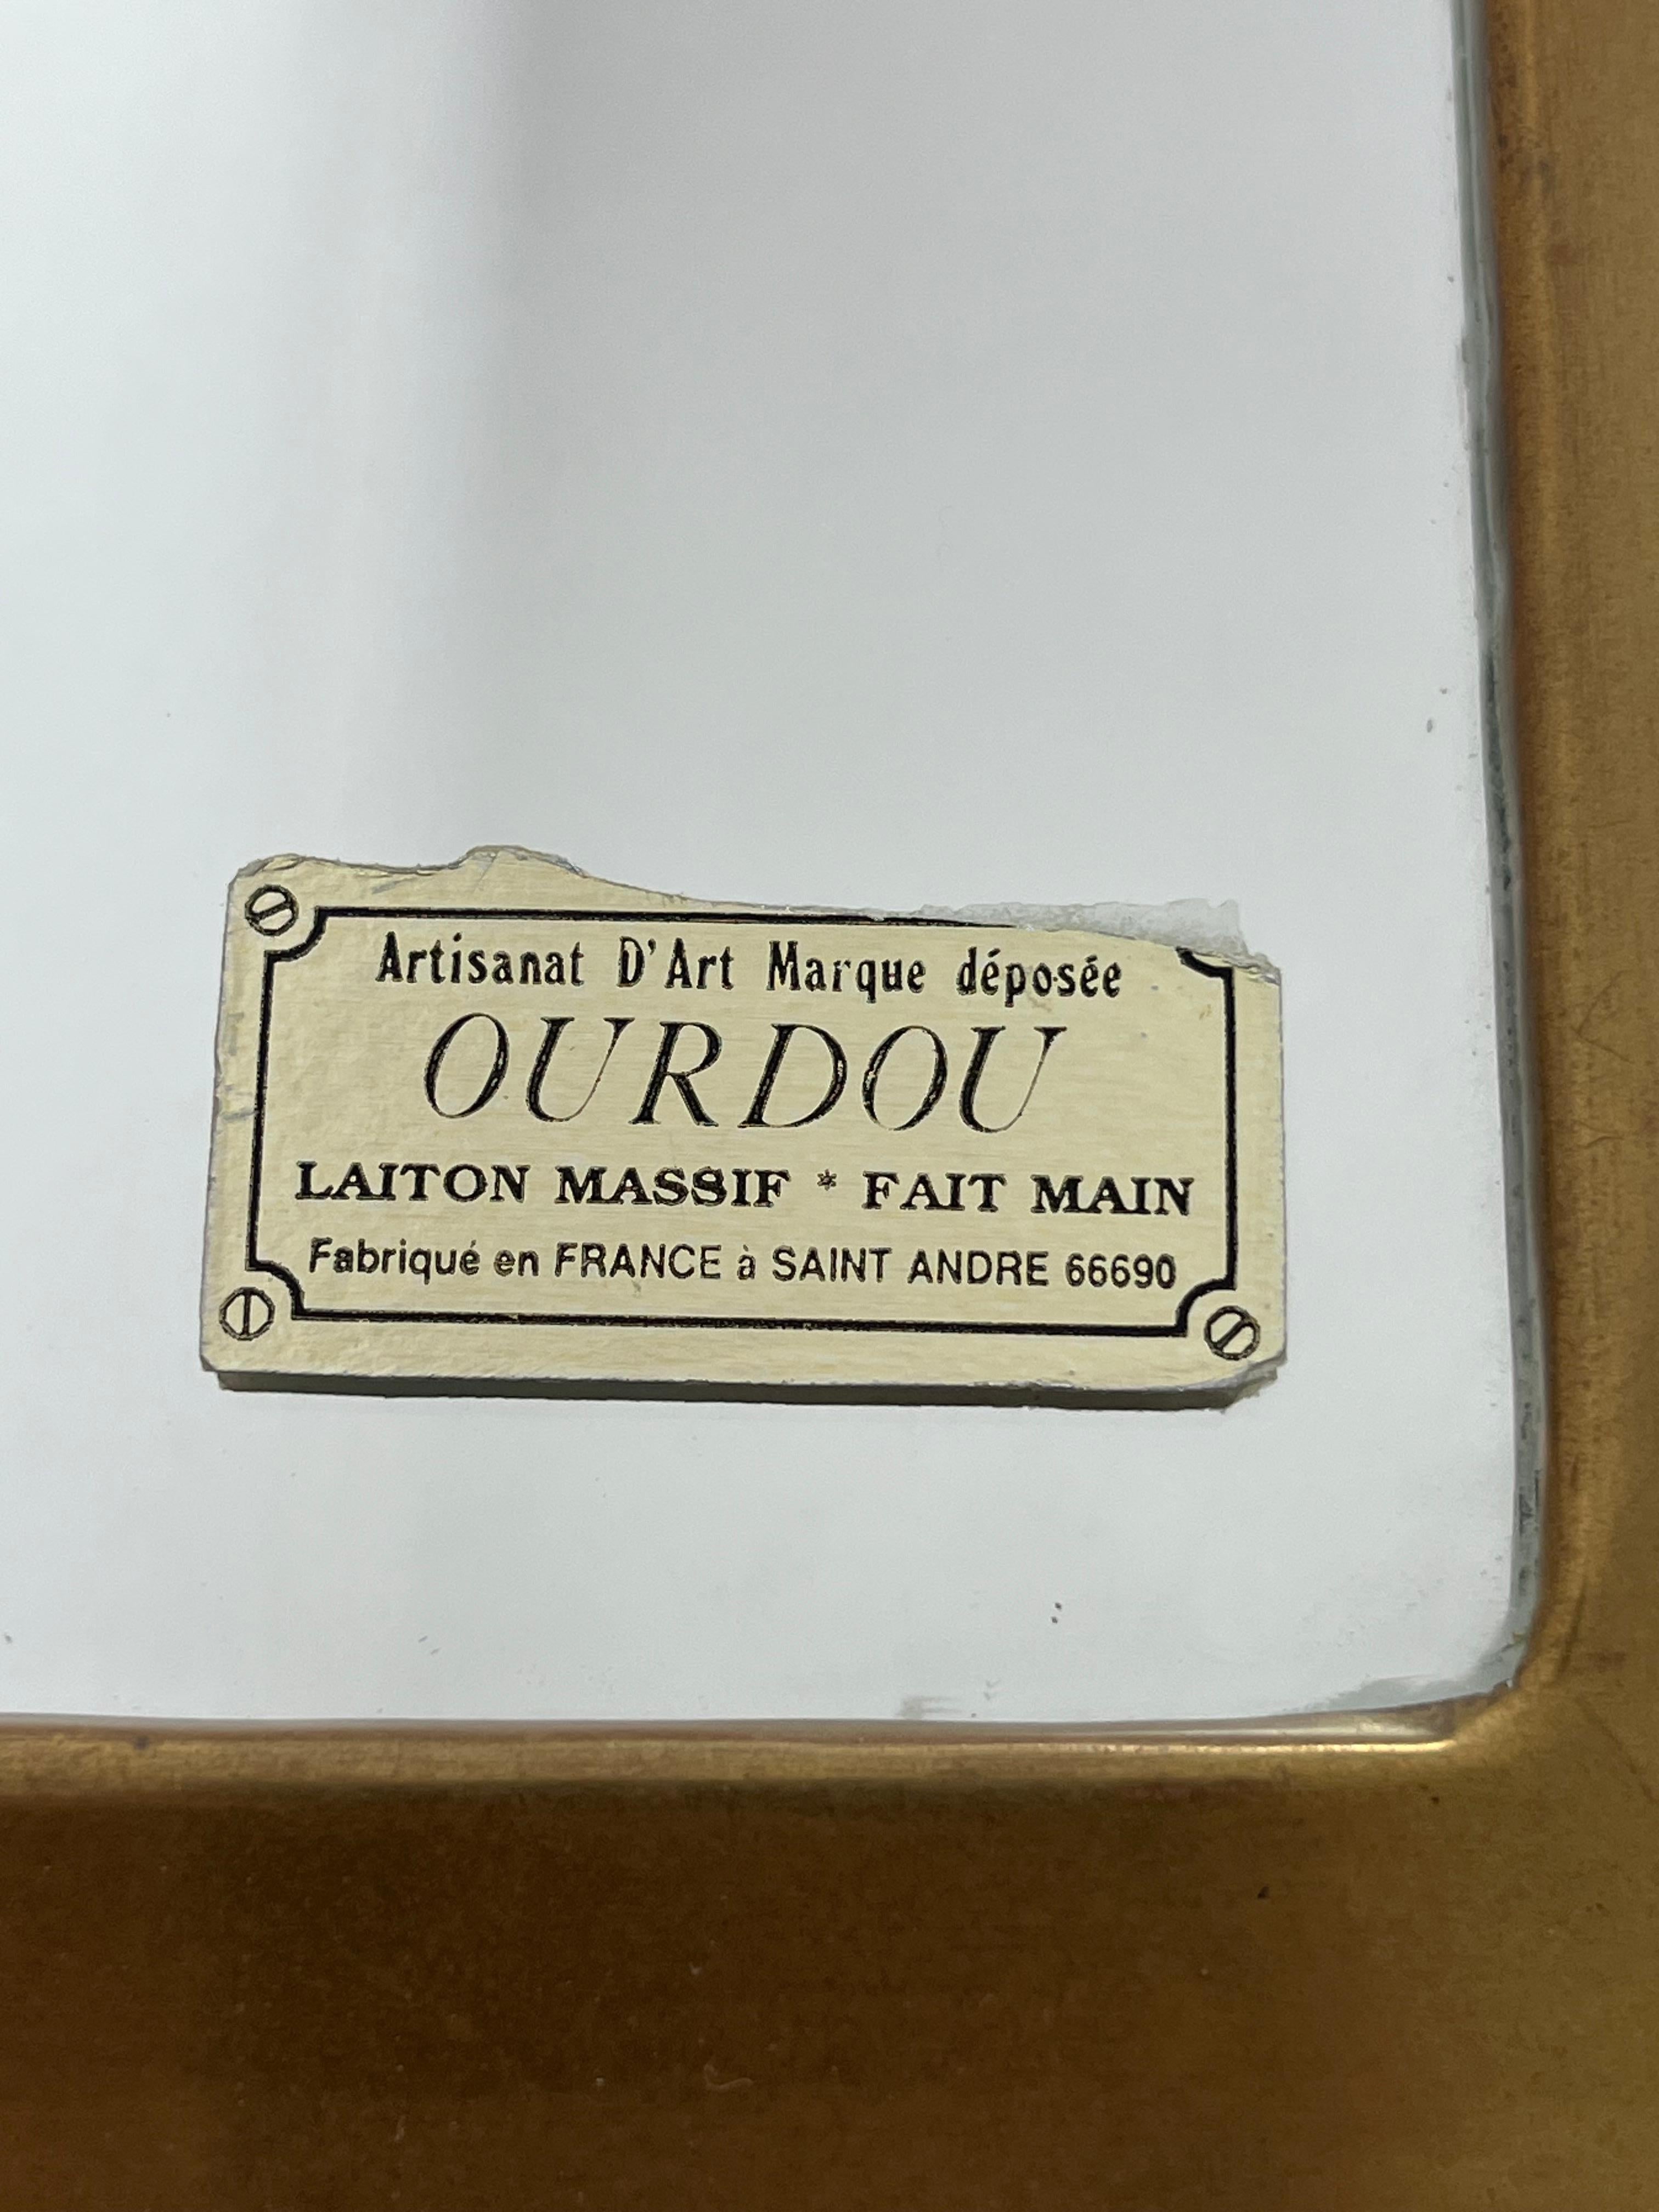 Artisanat D'Art Marque déposée
OURDOU
LAITON MASSIF * FAIT MAIN
Fabriqué en FRANCE à SAINT ANDRE 66690